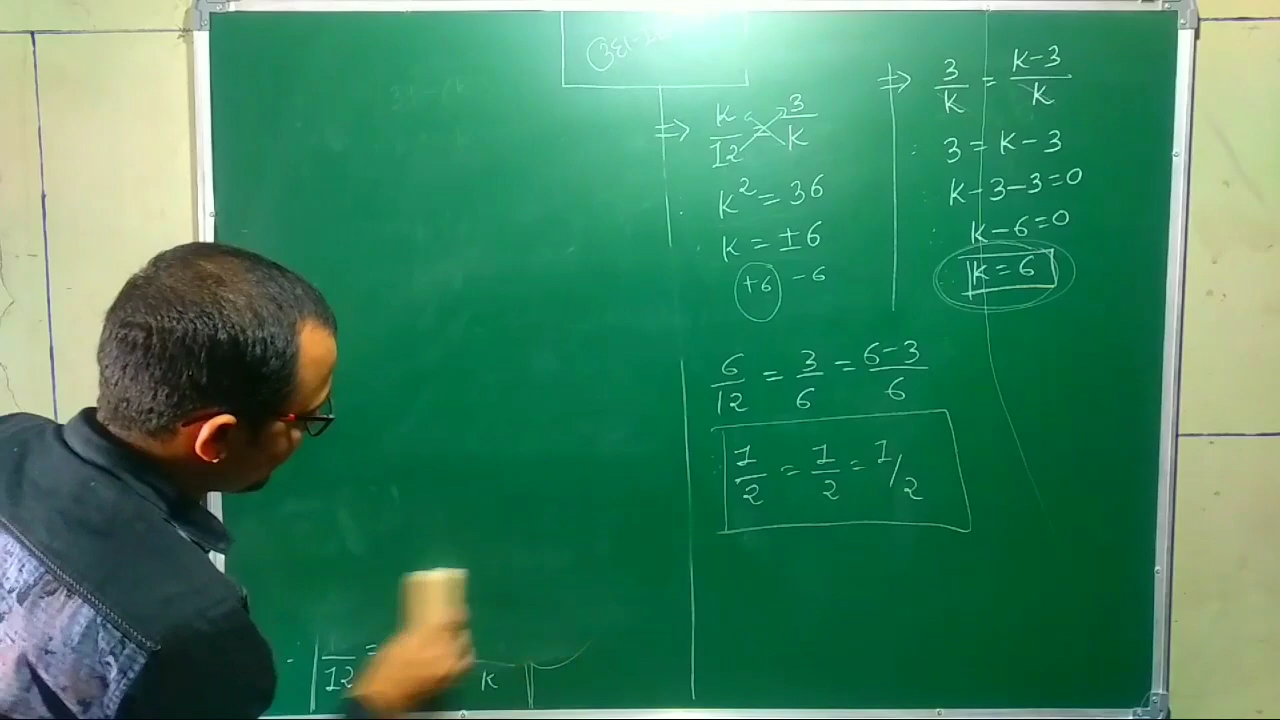 ⇒ k/12 = 3/k
k² = 36
k = ±6
+6 -6
⇒ 3/k = k-3/k
3 = k-3
k-3-3=0
k-6=0
k=6
6/12 = 3/6 = 6-3/6
1/2 = 1/2 = 1/2
12 =
k